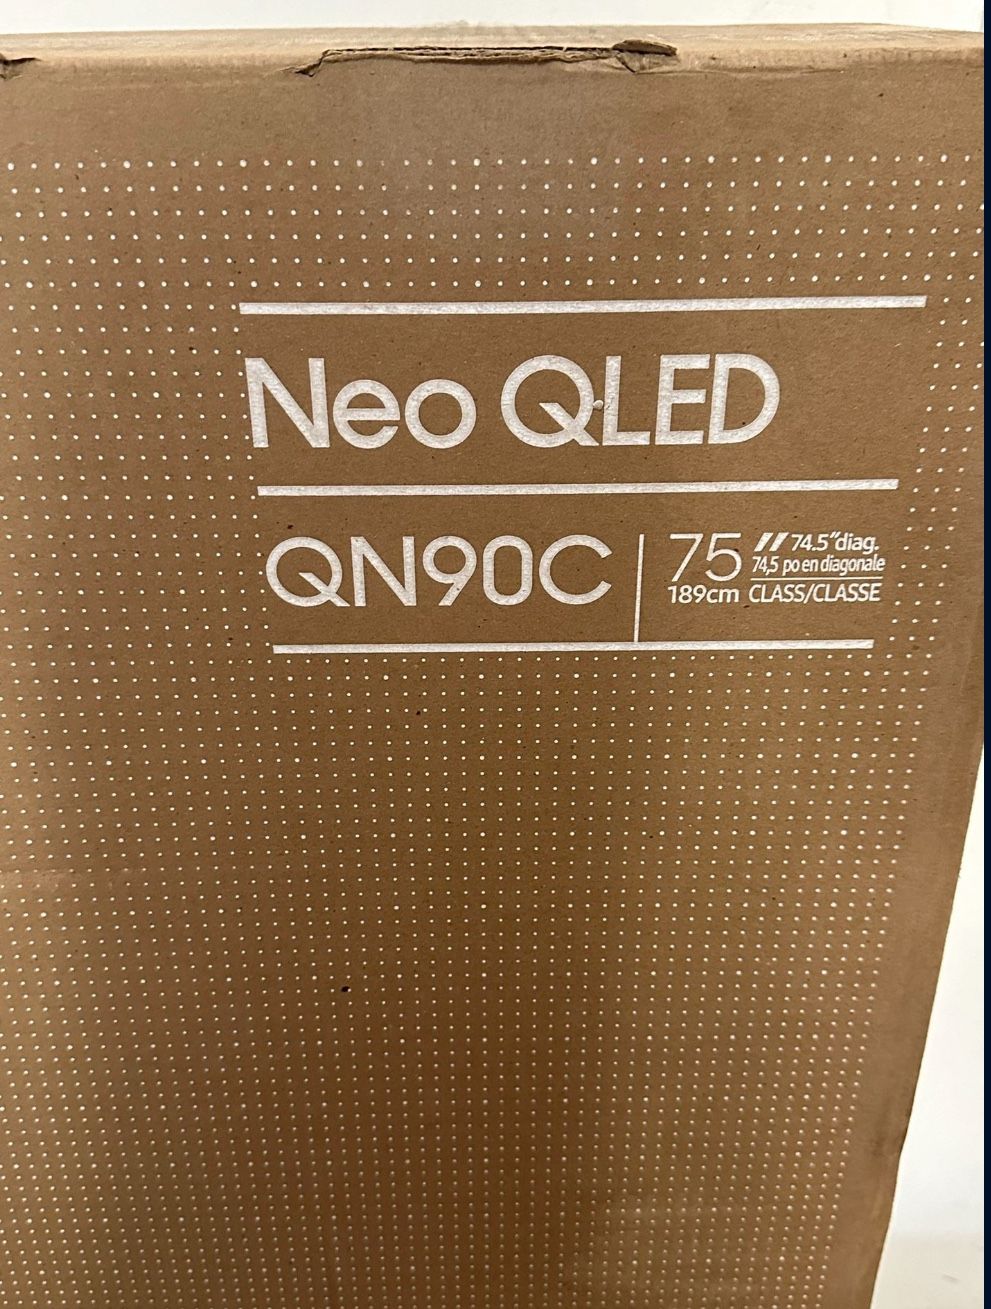 Neo QLED
QN90C
75″ 74.5″diag.
74,5 po en diagonale
189cm CLASS/CLASSE